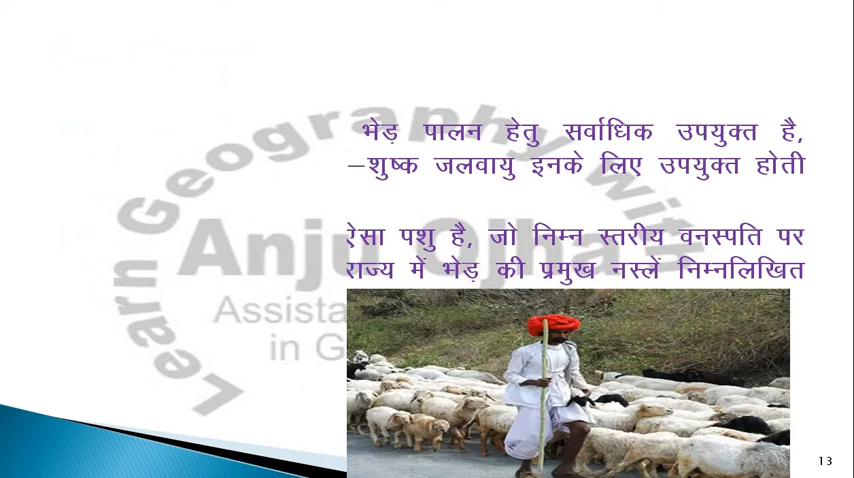 भेड़ पालन हेतु सर्वाधिक उपयुक्त है,
–शुष्क जलवायु इनके लिए उपयुक्त होती
ऐसा पशु है, जो निम्न स्तरीय वनस्पति पर
राज्य में भेड़ की प्रमुख नस्लें निम्नलिखित
Learn Geography With
Anju Ojha
Assista
in G
13